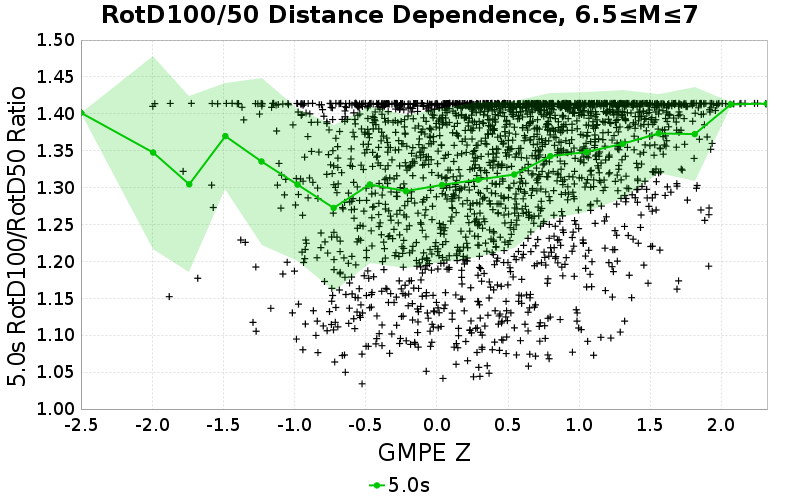 RotD100/50 Distance Dependence, 6.5≤M≤7
5.0s RotD100/RotD50 Ratio
1.50
1.45
1.40
1.35
1.30
1.25
1.20
1.15
1.10
1.05
1.00
-2.5 -2.0 -1.5 -1.0 -0.5 0.0 0.5 1.0 1.5 2.0
GMPE Z
5.0s